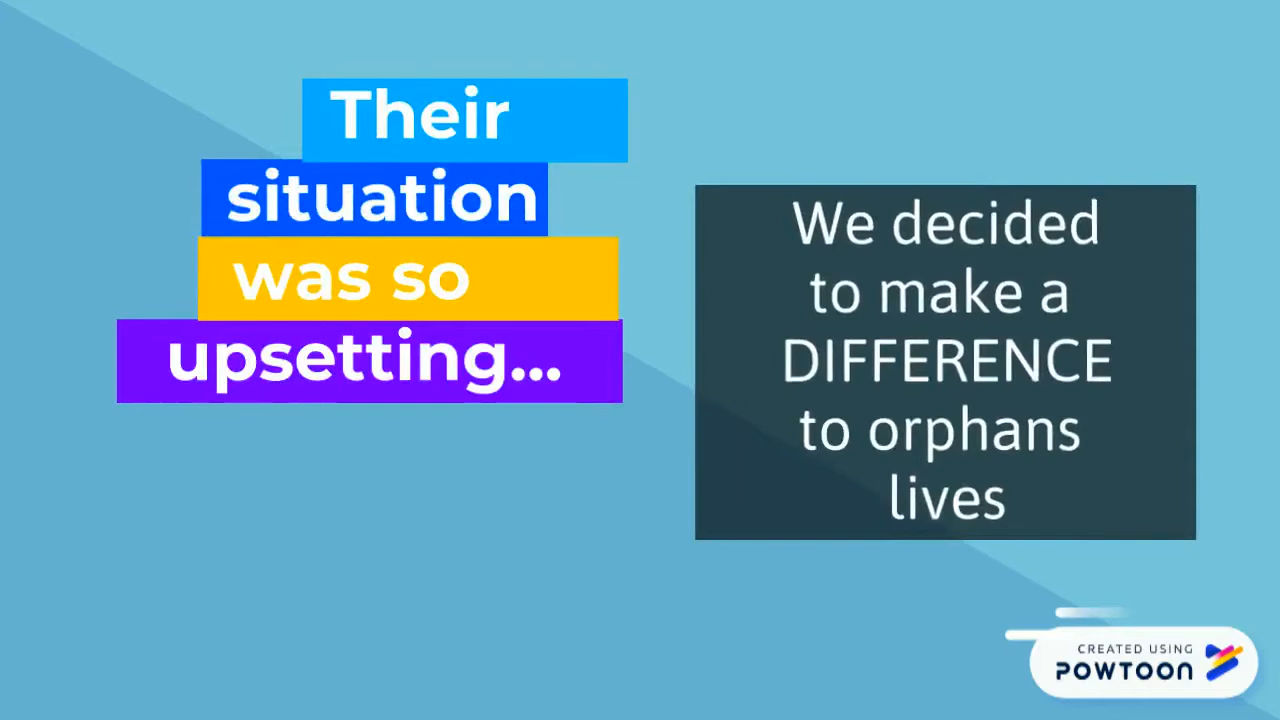 Their
situation
was so
upsetting...
We decided
to make a
DIFFERENCE
to orphans
lives
CREATED USING
POWTOON